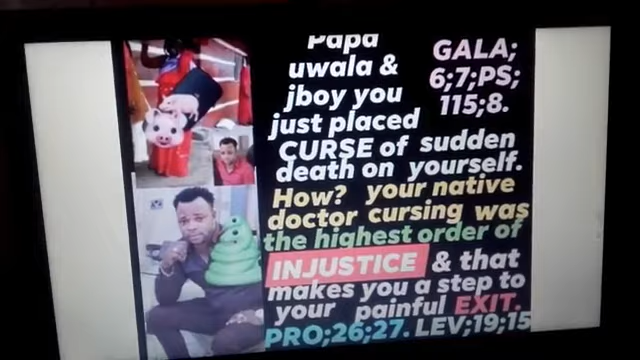 Papa
uwala &
jboy you
just placed
CURSE of sudden
death on yourself.
GALA;
6;7;PS;
115;8.
How? your native
doctor cursing was
the highest order of
INJUSTICE & that
makes you a step to
your painful EXIT.
PRO;26;27. LEV;19;15